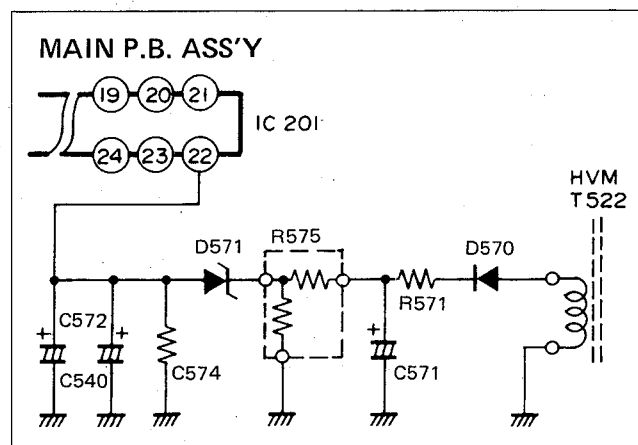 MAIN P.B. ASS'Y
19 20 21
IC 201
24 23 22
HVM
T522
D571
R575
D570
R571
C572
C540
C574
C571
+
+
+